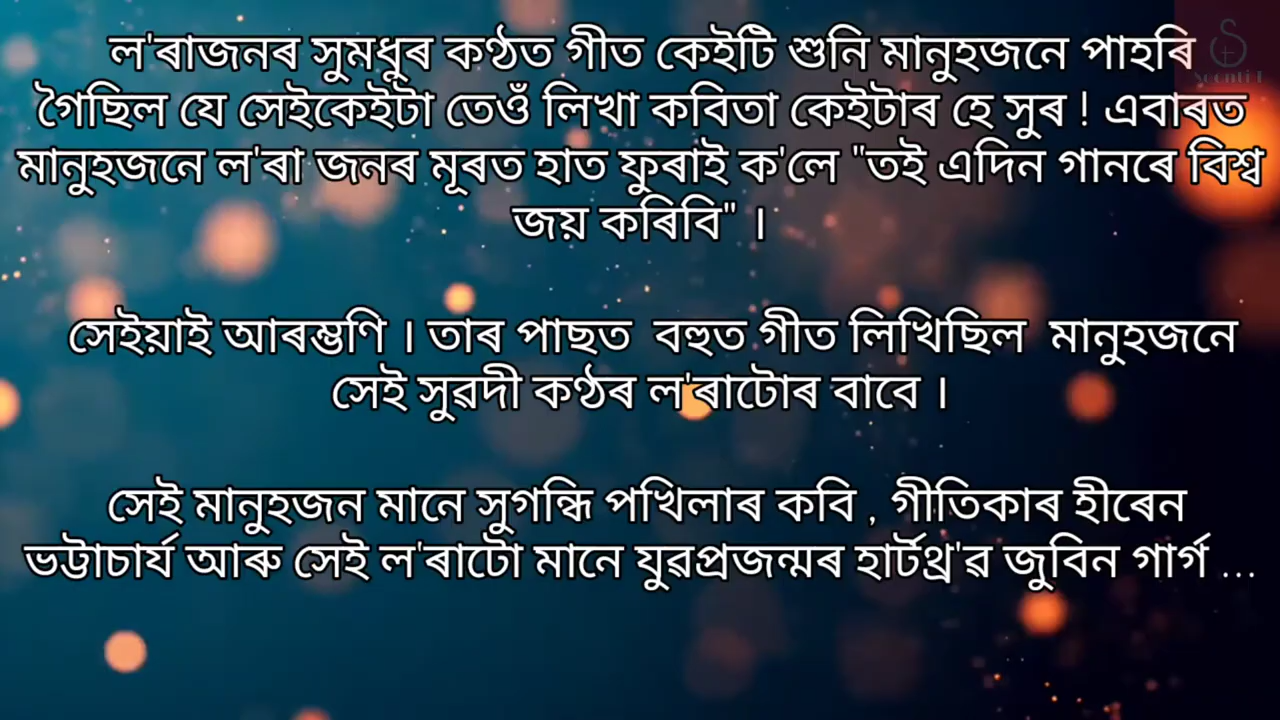 ল'ৰাজনৰ সুমধুৰ কণ্ঠত গীত কেইটি শুনি মানুহজনে পাহৰি
গৈছিল যে সেইকেইটা তেওঁ লিখা কবিতা কেইটাৰ হে সুৰ ! এবাৰত
মানুহজনে ল'ৰা জনৰ মূৰত হাত ফুৰাই ক'লে "তই এদিন গানৰে বিশ্ব
জয় কৰিবি" ।
সেইয়াই আৰম্ভণি । তাৰ পাছত বহুত গীত লিখিছিল মানুহজনে
সেই সুৱদী কণ্ঠৰ ল'ৰাটোৰ বাবে ।
সেই মানুহজন মানে সুগন্ধি পখিলাৰ কবি , গীতিকাৰ হীৰেন
ভট্টাচাৰ্য আৰু সেই ল'ৰাটো মানে যুৱপ্ৰজন্মৰ হাৰ্টথ্ৰ'ৱ জুবিন গাৰ্গ ...